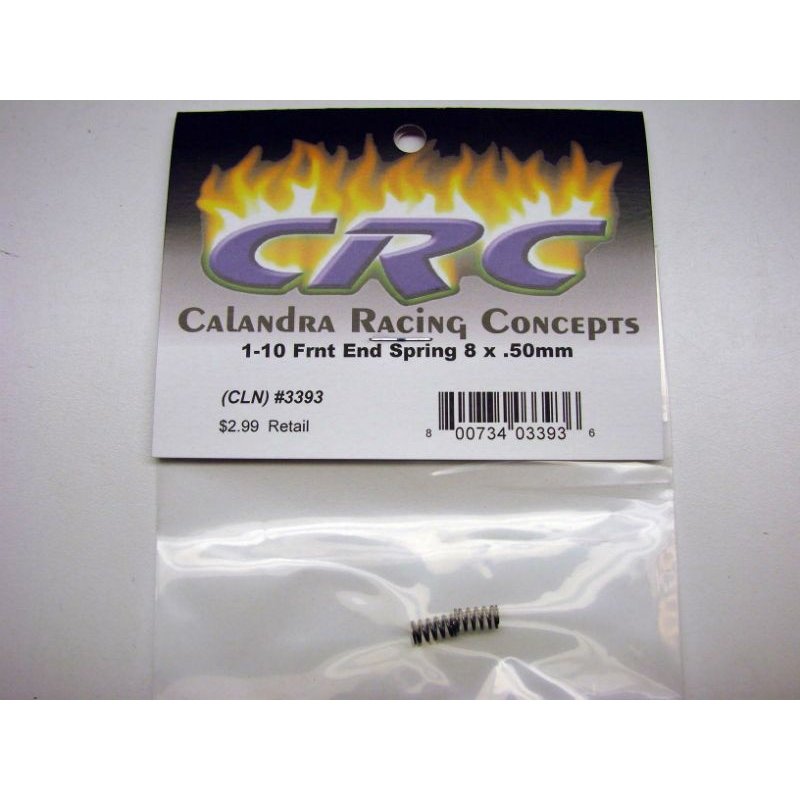 CRC
Calandra Racing Concepts
1-10 Frnt End Spring 8 x .50mm
(CLN) #3393
$2.99 Retail
8 00734 03393 6